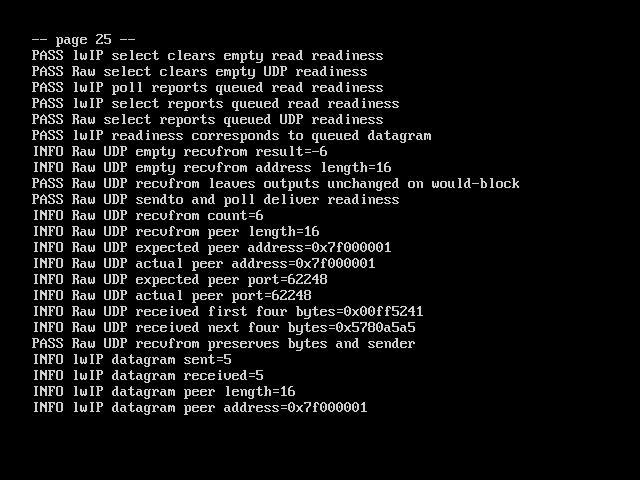 -- page 25 --
PASS lwIP select clears empty read readiness
PASS Raw select clears empty UDP readiness
PASS lwIP poll reports queued read readiness
PASS lwIP select reports queued read readiness
PASS Raw select reports queued UDP readiness
PASS lwIP readiness corresponds to queued datagram
INFO Raw UDP empty recvfrom result=-6
INFO Raw UDP empty recvfrom address length=16
PASS Raw UDP recvfrom leaves outputs unchanged on would-block
PASS Raw UDP sendto and poll deliver readiness
INFO Raw UDP recvfrom count=6
INFO Raw UDP recvfrom peer length=16
INFO Raw UDP expected peer address=0x7f000001
INFO Raw UDP actual peer address=0x7f000001
INFO Raw UDP expected peer port=62248
INFO Raw UDP actual peer port=62248
INFO Raw UDP received first four bytes=0x00ff5241
INFO Raw UDP received next four bytes=0x5780a5a5
PASS Raw UDP recvfrom preserves bytes and sender
INFO lwIP datagram sent=5
INFO lwIP datagram received=5
INFO lwIP datagram peer length=16
INFO lwIP datagram peer address=0x7f000001